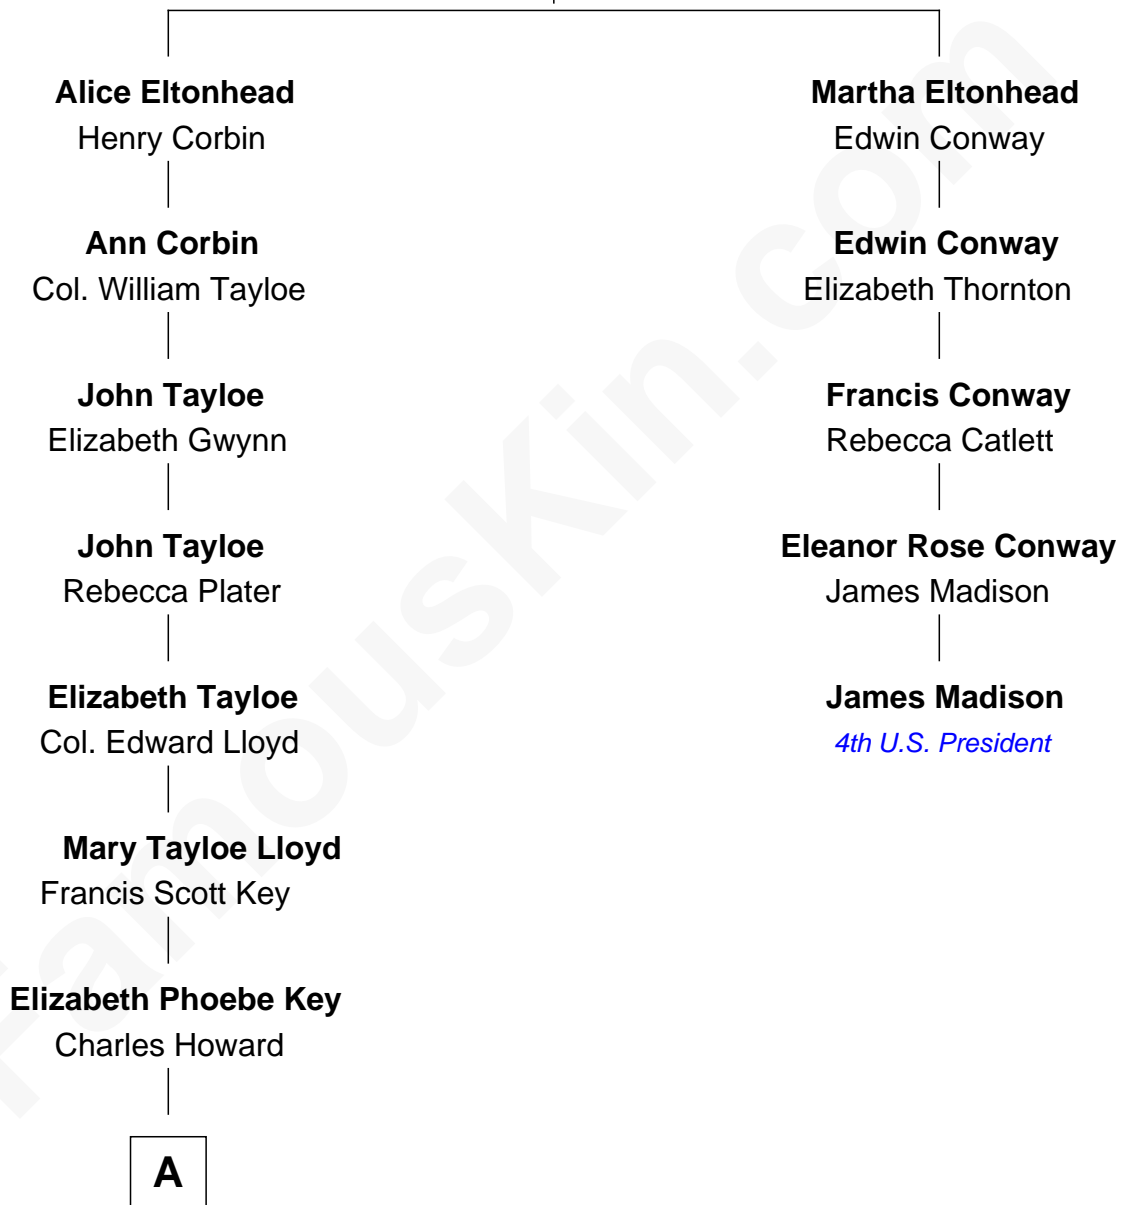 Alice Eltonhead
Henry Corbin
Martha Eltonhead
Edwin Conway
Ann Corbin
Col. William Tayloe
Edwin Conway
Elizabeth Thornton
John Tayloe
Elizabeth Gwynn
Francis Conway
Rebecca Catlett
John Tayloe
Rebecca Plater
Eleanor Rose Conway
James Madison
Elizabeth Tayloe
Col. Edward Lloyd
James Madison
4th U.S. President
Mary Tayloe Lloyd
Francis Scott Key
Elizabeth Phoebe Key
Charles Howard
A
FamousKin.com